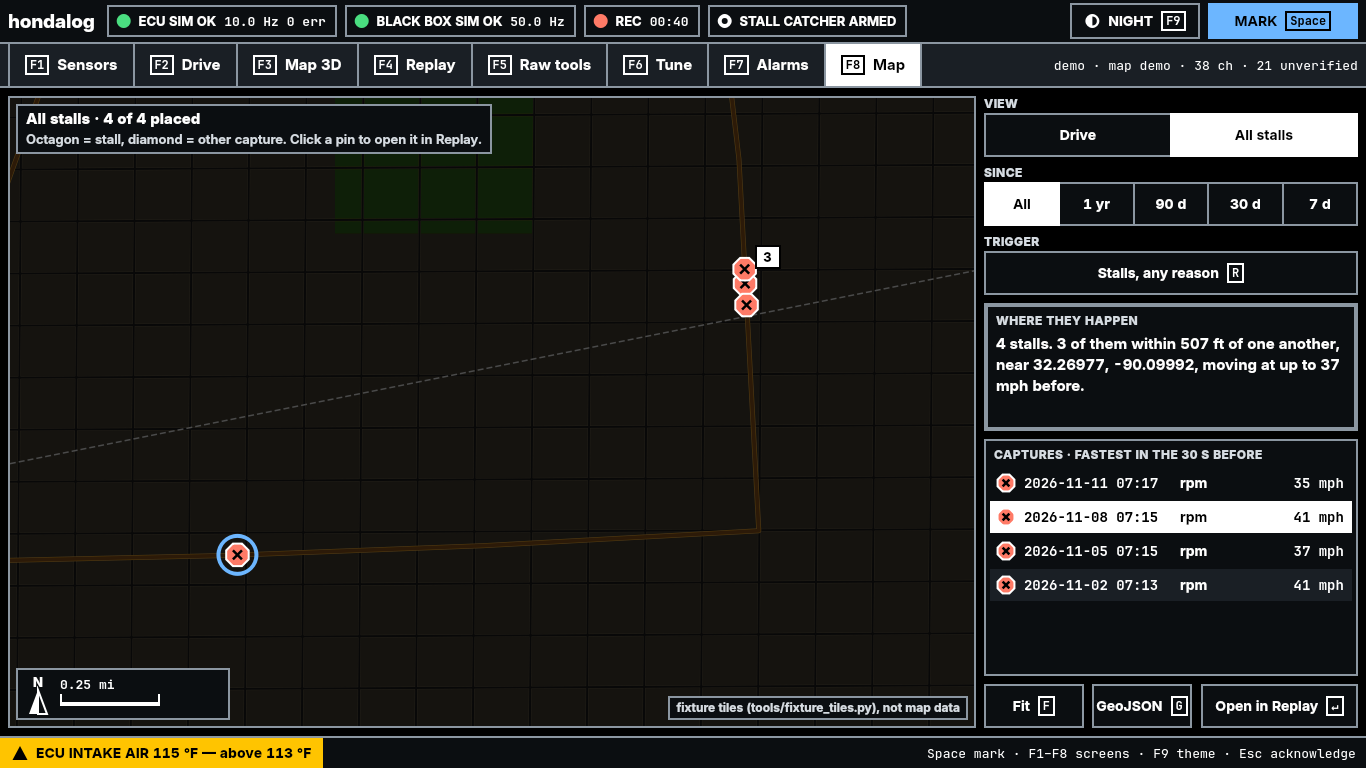 hondalog
ECU SIM OK 10.0 Hz 0 err
BLACK BOX SIM OK 50.0 Hz
REC 00:40
STALL CATCHER ARMED
NIGHT F9
MARK Space
F1 Sensors
F2 Drive
F3 Map 3D
F4 Replay
F5 Raw tools
F6 Tune
F7 Alarms
F8 Map
demo · map demo · 38 ch · 21 unverified
All stalls · 4 of 4 placed
Octagon = stall, diamond = other capture. Click a pin to open it in Replay.
3
N
0.25 mi
fixture tiles (tools/fixture_tiles.py), not map data
VIEW
Drive
All stalls
SINCE
All
1 yr
90 d
30 d
7 d
TRIGGER
Stalls, any reason R
WHERE THEY HAPPEN
4 stalls. 3 of them within 507 ft of one another,
near 32.26977, -90.09992, moving at up to 37
mph before.
CAPTURES · FASTEST IN THE 30 S BEFORE
2026-11-11 07:17 rpm 35 mph
2026-11-08 07:15 rpm 41 mph
2026-11-05 07:15 rpm 37 mph
2026-11-02 07:13 rpm 41 mph
Fit F
GeoJSON G
Open in Replay ↵
ECU INTAKE AIR 115 °F — above 113 °F
Space mark · F1–F8 screens · F9 theme · Esc acknowledge